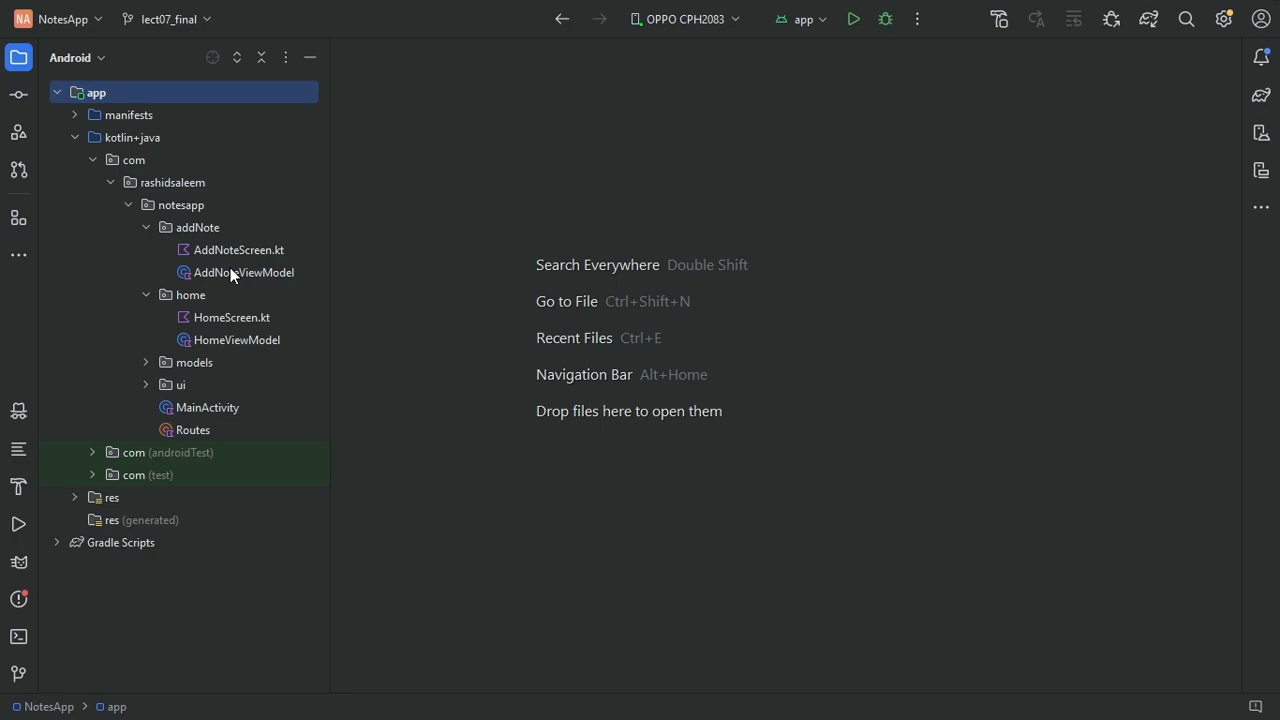 NA NotesApp lect07_final OPPO CPH2083 app
Android
app
manifests
kotlin+java
com
rashidsaleem
notesapp
addNote
AddNoteScreen.kt
AddNoteViewModel
home
HomeScreen.kt
HomeViewModel
models
ui
MainActivity
Routes
com (androidTest)
com (test)
res
res (generated)
Gradle Scripts
Search Everywhere Double Shift
Go to File Ctrl+Shift+N
Recent Files Ctrl+E
Navigation Bar Alt+Home
Drop files here to open them
NotesApp app